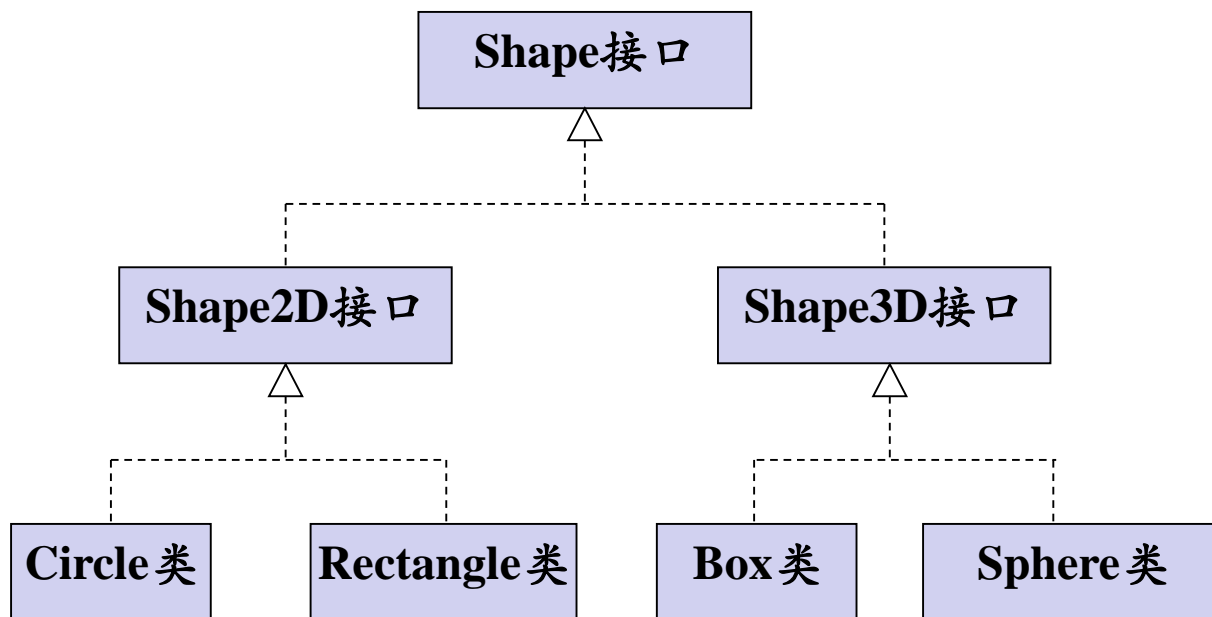 Shape接口
Shape2D接口
Shape3D接口
Circle类
Rectangle类
Box类
Sphere类